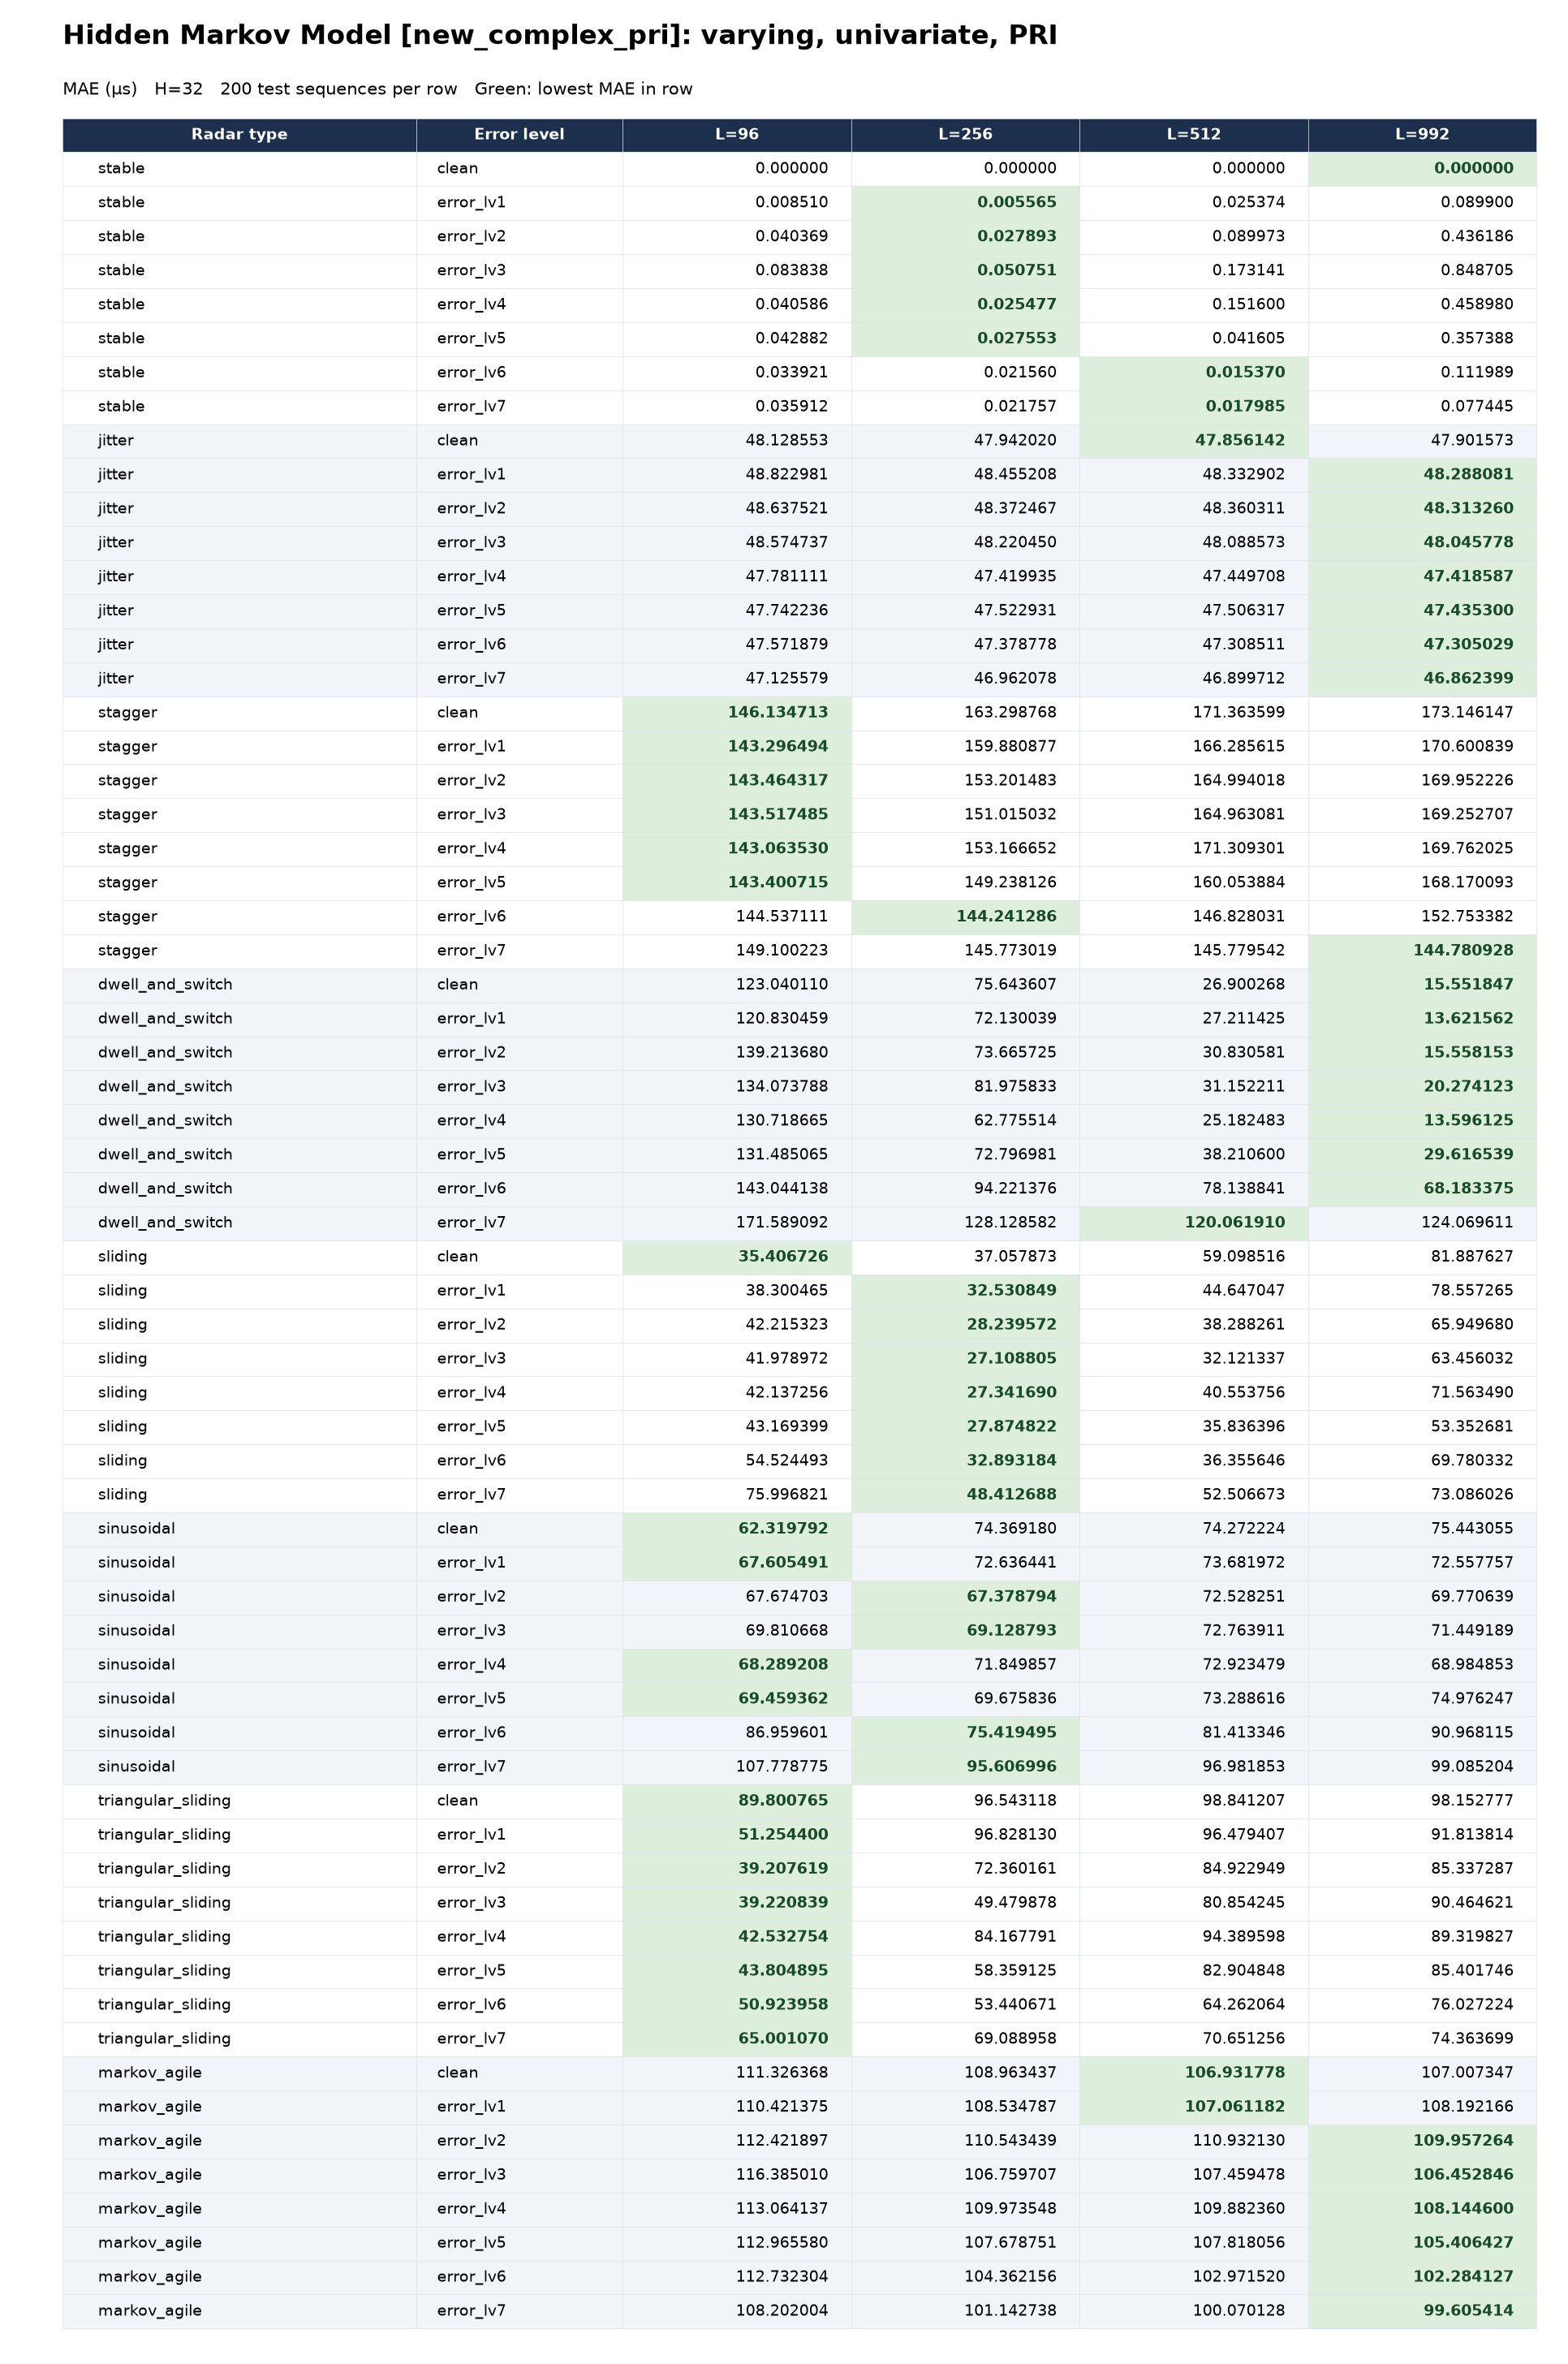 Hidden Markov Model [new_complex_pri]: varying, univariate, PRI
MAE (µs) H=32 200 test sequences per row Green: lowest MAE in row
Radar type Error level L=96 L=256 L=512 L=992
stable clean 0.000000 0.000000 0.000000 0.000000
stable error_lv1 0.008510 0.005565 0.025374 0.089900
stable error_lv2 0.040369 0.027893 0.089973 0.436186
stable error_lv3 0.083838 0.050751 0.173141 0.848705
stable error_lv4 0.040586 0.025477 0.151600 0.458980
stable error_lv5 0.042882 0.027553 0.041605 0.357388
stable error_lv6 0.033921 0.021560 0.015370 0.111989
stable error_lv7 0.035912 0.021757 0.017985 0.077445
jitter clean 48.128553 47.942020 47.856142 47.901573
jitter error_lv1 48.822981 48.455208 48.332902 48.288081
jitter error_lv2 48.637521 48.372467 48.360311 48.313260
jitter error_lv3 48.574737 48.220450 48.088573 48.045778
jitter error_lv4 47.781111 47.419935 47.449708 47.418587
jitter error_lv5 47.742236 47.522931 47.506317 47.435300
jitter error_lv6 47.571879 47.378778 47.308511 47.305029
jitter error_lv7 47.125579 46.962078 46.899712 46.862399
stagger clean 146.134713 163.298768 171.363599 173.146147
stagger error_lv1 143.296494 159.880877 166.285615 170.600839
stagger error_lv2 143.464317 153.201483 164.994018 169.952226
stagger error_lv3 143.517485 151.015032 164.963081 169.252707
stagger error_lv4 143.063530 153.166652 171.309301 169.762025
stagger error_lv5 143.400715 149.238126 160.053884 168.170093
stagger error_lv6 144.537111 144.241286 146.828031 152.753382
stagger error_lv7 149.100223 145.773019 145.779542 144.780928
dwell_and_switch clean 123.040110 75.643607 26.900268 15.551847
dwell_and_switch error_lv1 120.830459 72.130039 27.211425 13.621562
dwell_and_switch error_lv2 139.213680 73.665725 30.830581 15.558153
dwell_and_switch error_lv3 134.073788 81.975833 31.152211 20.274123
dwell_and_switch error_lv4 130.718665 62.775514 25.182483 13.596125
dwell_and_switch error_lv5 131.485065 72.796981 38.210600 29.616539
dwell_and_switch error_lv6 143.044138 94.221376 78.138841 68.183375
dwell_and_switch error_lv7 171.589092 128.128582 120.061910 124.069611
sliding clean 35.406726 37.057873 59.098516 81.887627
sliding error_lv1 38.300465 32.530849 44.647047 78.557265
sliding error_lv2 42.215323 28.239572 38.288261 65.949680
sliding error_lv3 41.978972 27.108805 32.121337 63.456032
sliding error_lv4 42.137256 27.341690 40.553756 71.563490
sliding error_lv5 43.169399 27.874822 35.836396 53.352681
sliding error_lv6 54.524493 32.893184 36.355646 69.780332
sliding error_lv7 75.996821 48.412688 52.506673 73.086026
sinusoidal clean 62.319792 74.369180 74.272224 75.443055
sinusoidal error_lv1 67.605491 72.636441 73.681972 72.557757
sinusoidal error_lv2 67.674703 67.378794 72.528251 69.770639
sinusoidal error_lv3 69.810668 69.128793 72.763911 71.449189
sinusoidal error_lv4 68.289208 71.849857 72.923479 68.984853
sinusoidal error_lv5 69.459362 69.675836 73.288616 74.976247
sinusoidal error_lv6 86.959601 75.419495 81.413346 90.968115
sinusoidal error_lv7 107.778775 95.606996 96.981853 99.085204
triangular_sliding clean 89.800765 96.543118 98.841207 98.152777
triangular_sliding error_lv1 51.254400 96.828130 96.479407 91.813814
triangular_sliding error_lv2 39.207619 72.360161 84.922949 85.337287
triangular_sliding error_lv3 39.220839 49.479878 80.854245 90.464621
triangular_sliding error_lv4 42.532754 84.167791 94.389598 89.319827
triangular_sliding error_lv5 43.804895 58.359125 82.904848 85.401746
triangular_sliding error_lv6 50.923958 53.440671 64.262064 76.027224
triangular_sliding error_lv7 65.001070 69.088958 70.651256 74.363699
markov_agile clean 111.326368 108.963437 106.931778 107.007347
markov_agile error_lv1 110.421375 108.534787 107.061182 108.192166
markov_agile error_lv2 112.421897 110.543439 110.932130 109.957264
markov_agile error_lv3 116.385010 106.759707 107.459478 106.452846
markov_agile error_lv4 113.064137 109.973548 109.882360 108.144600
markov_agile error_lv5 112.965580 107.678751 107.818056 105.406427
markov_agile error_lv6 112.732304 104.362156 102.971520 102.284127
markov_agile error_lv7 108.202004 101.142738 100.070128 99.605414